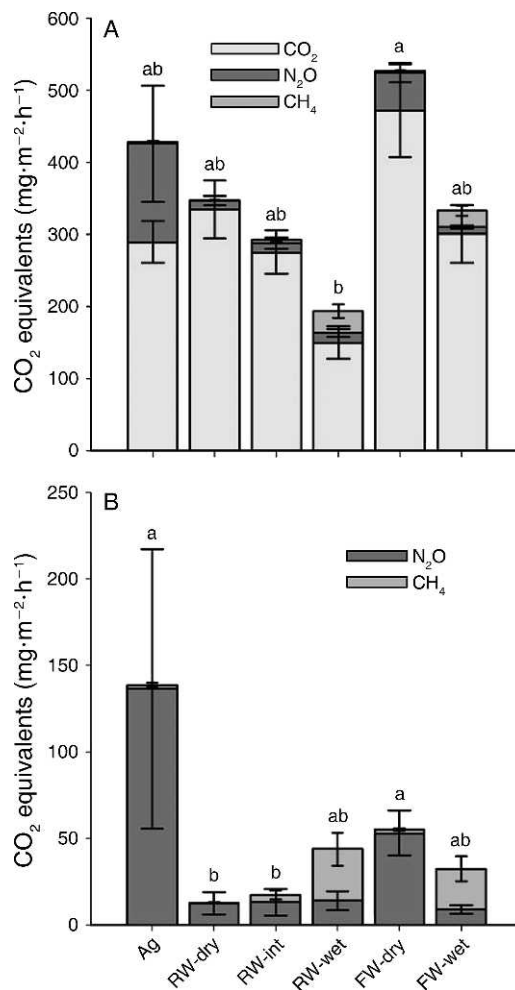 A
CO₂
N₂O
CH₄
CO₂ equivalents (mg·m⁻²·h⁻¹)
600
500
400
300
200
100
0
ab
ab
ab
b
a
ab
B
N₂O
CH₄
CO₂ equivalents (mg·m⁻²·h⁻¹)
250
200
150
100
50
0
a
b
b
ab
a
ab
Ag
RW-dry
RW-int
RW-wet
FW-dry
FW-wet